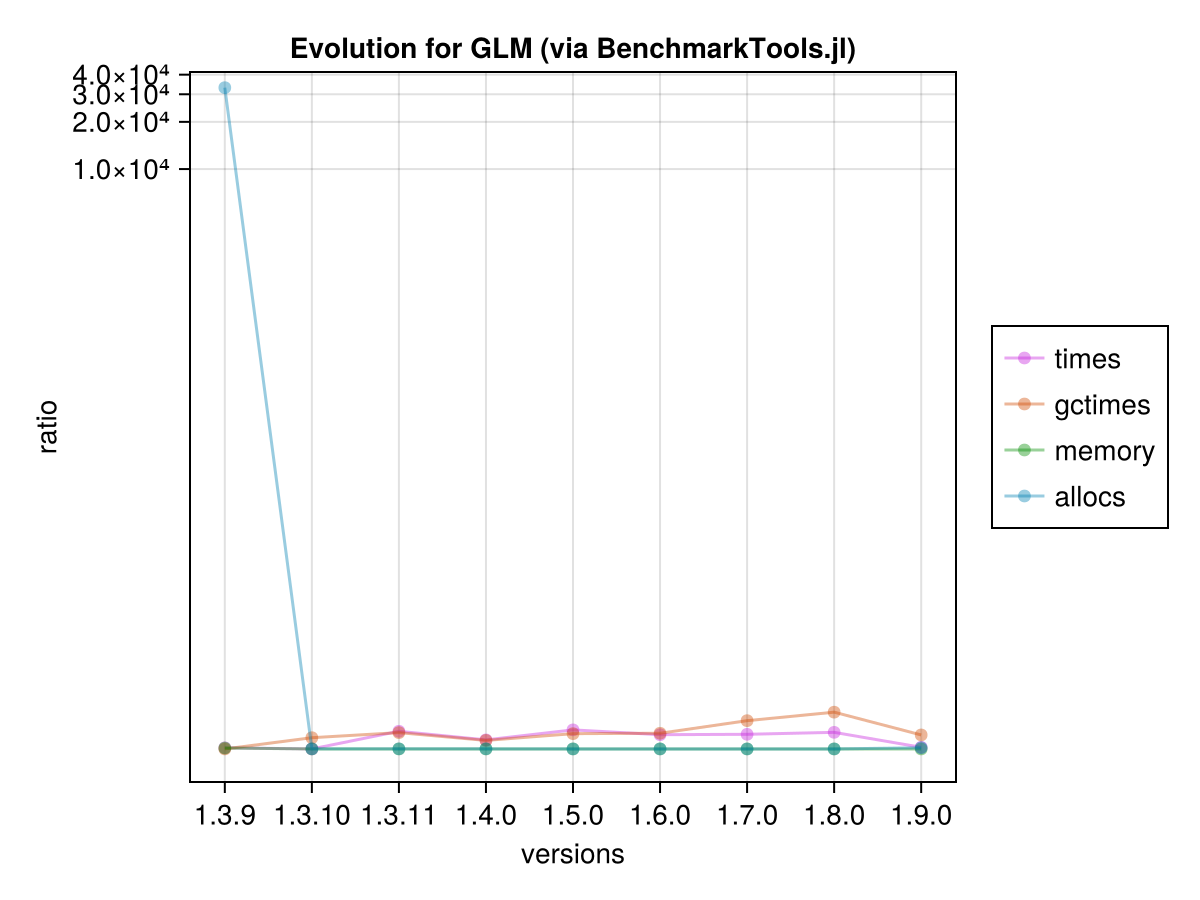 Evolution for GLM (via BenchmarkTools.jl)
4.0×10⁴
3.0×10⁴
2.0×10⁴
1.0×10⁴
ratio
times
gctimes
memory
allocs
1.3.9 1.3.10 1.3.11 1.4.0 1.5.0 1.6.0 1.7.0 1.8.0 1.9.0
versions